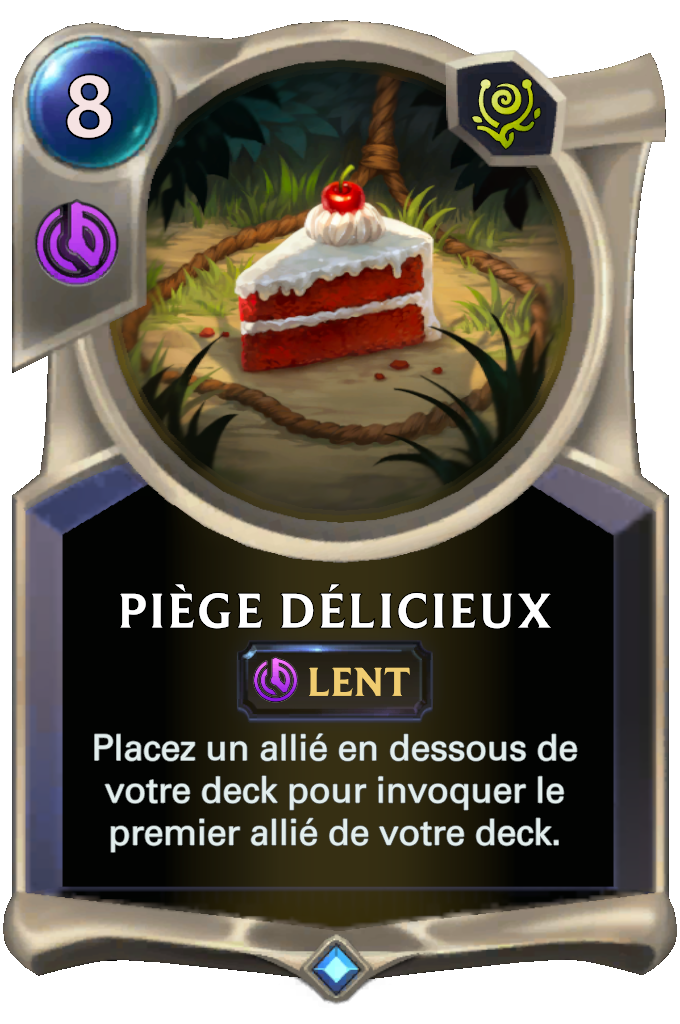 8
PIÈGE DÉLICIEUX
LENT
Placez un allié en dessous de
votre deck pour invoquer le
premier allié de votre deck.